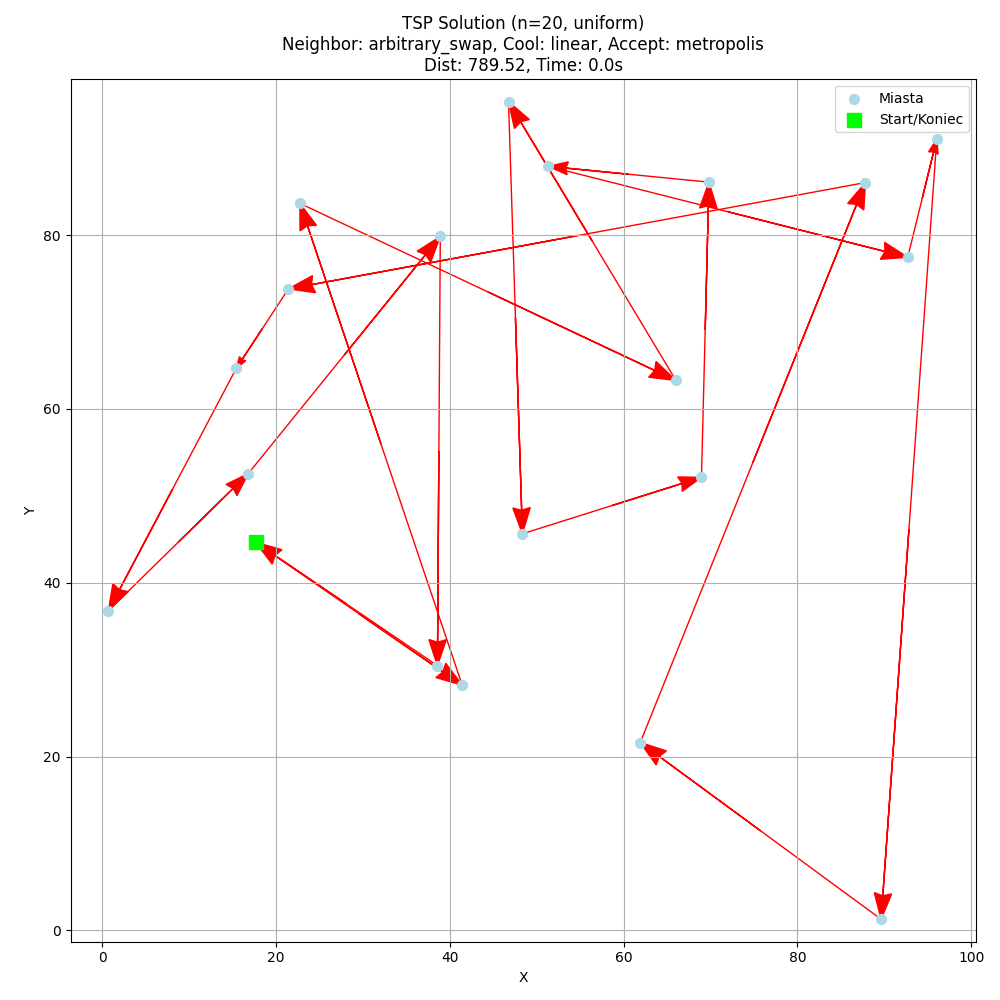 TSP Solution (n=20, uniform)
Neighbor: arbitrary_swap, Cool: linear, Accept: metropolis
Dist: 789.52, Time: 0.0s
Miasta
Start/Koniec
80
60
40
20
0
Y
0 20 40 60 80 100
X